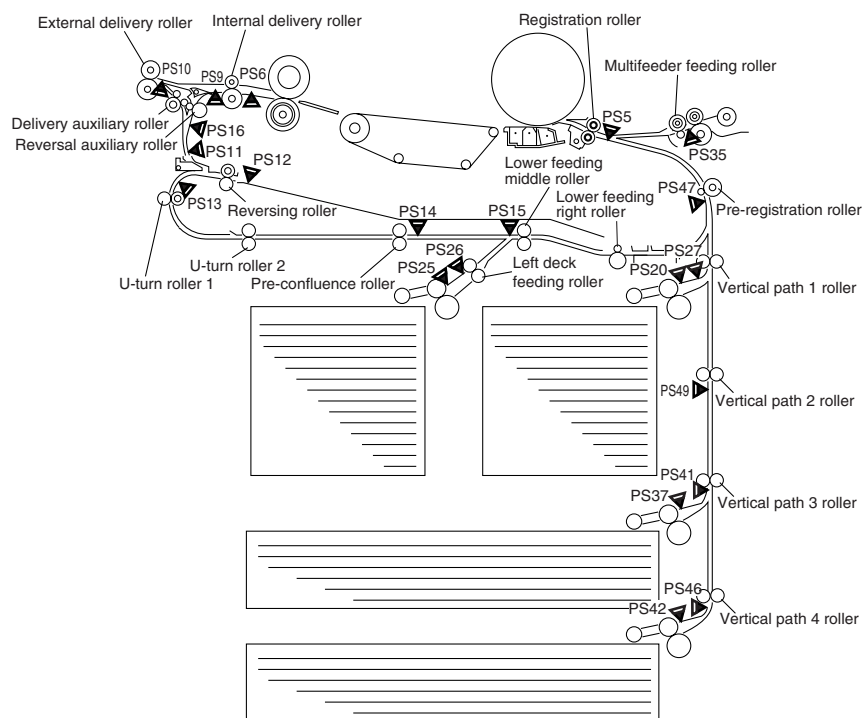 External delivery roller
Internal delivery roller
Registration roller
Multifeeder feeding roller
PS10
PS9
PS6
PS5
PS35
Delivery auxiliary roller
Reversal auxiliary roller
PS16
PS11
PS12
PS13
Reversing roller
Lower feeding
middle roller
Lower feeding
right roller
PS47
Pre-registration roller
PS14
PS15
U-turn roller 1
U-turn roller 2
Pre-confluence roller
PS26
PS25
Left deck
feeding roller
PS27
PS20
Vertical path 1 roller
PS49
Vertical path 2 roller
PS41
PS37
Vertical path 3 roller
PS46
PS42
Vertical path 4 roller